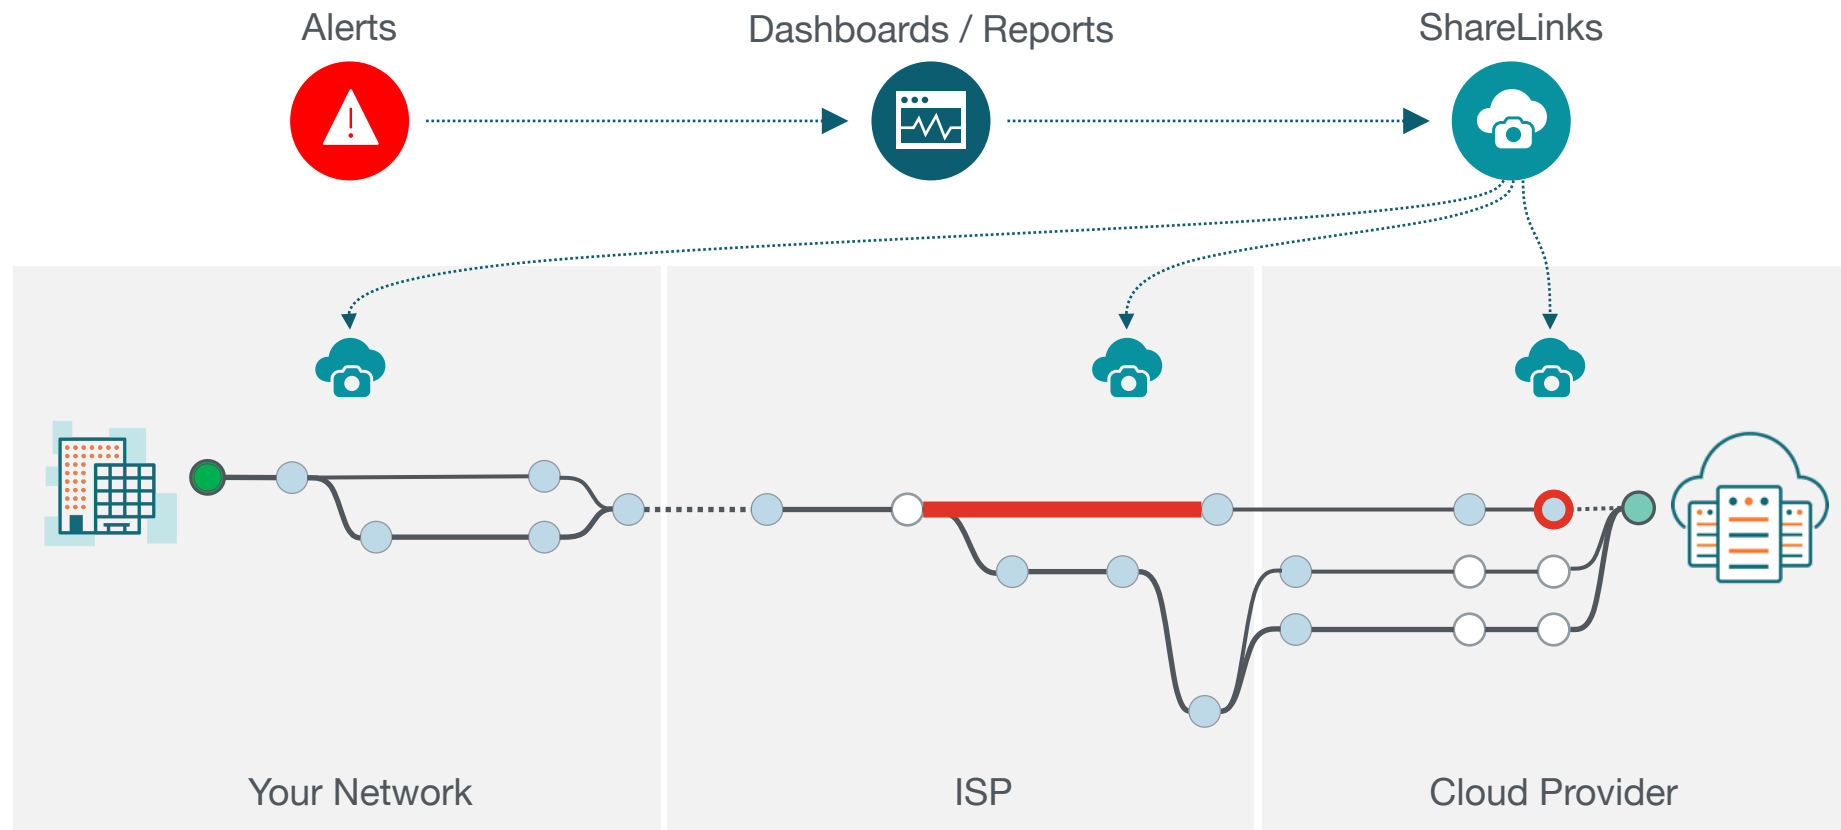 Alerts
Dashboards / Reports
ShareLinks
Your Network
ISP
Cloud Provider